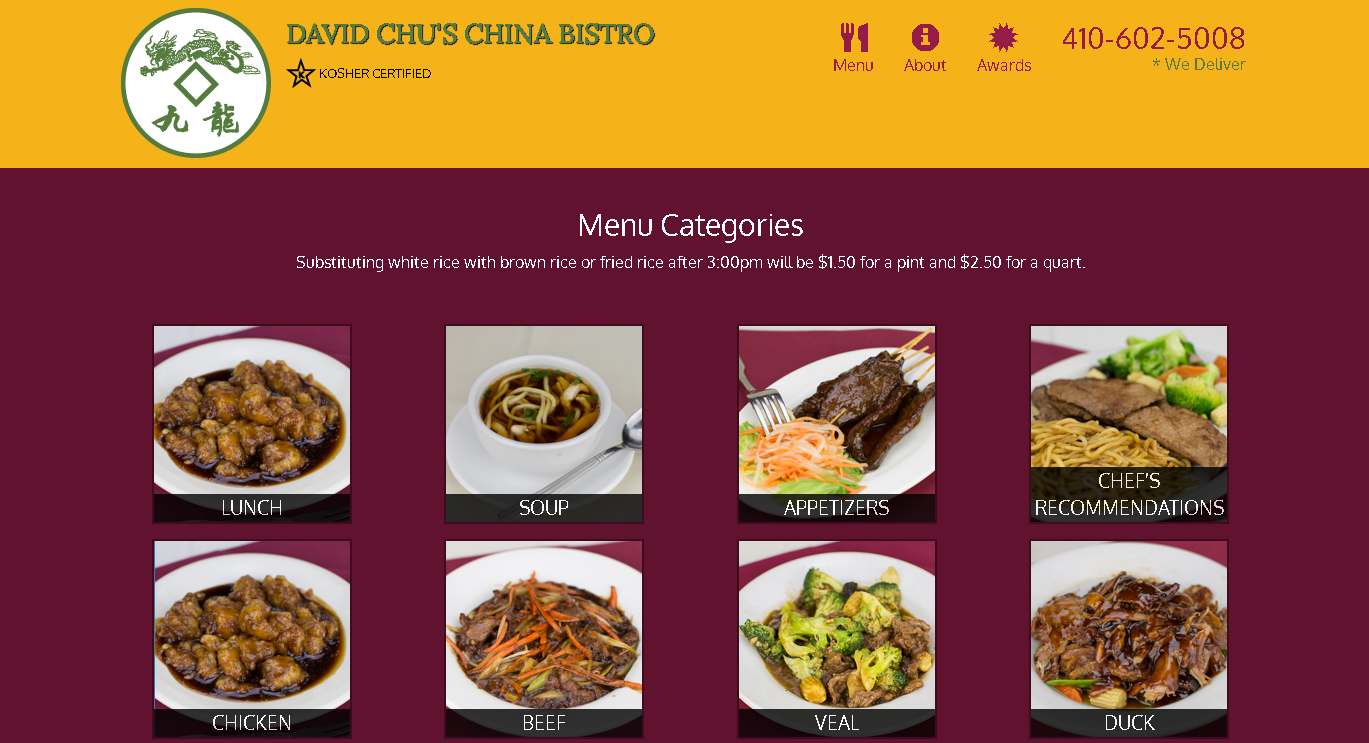 DAVID CHU'S CHINA BISTRO
KOSHER CERTIFIED
九 龍
Menu
About
Awards
410-602-5008
* We Deliver
Menu Categories
Substituting white rice with brown rice or fried rice after 3:00pm will be $1.50 for a pint and $2.50 for a quart.
LUNCH
SOUP
APPETIZERS
CHEF'S
RECOMMENDATIONS
CHICKEN
BEEF
VEAL
DUCK